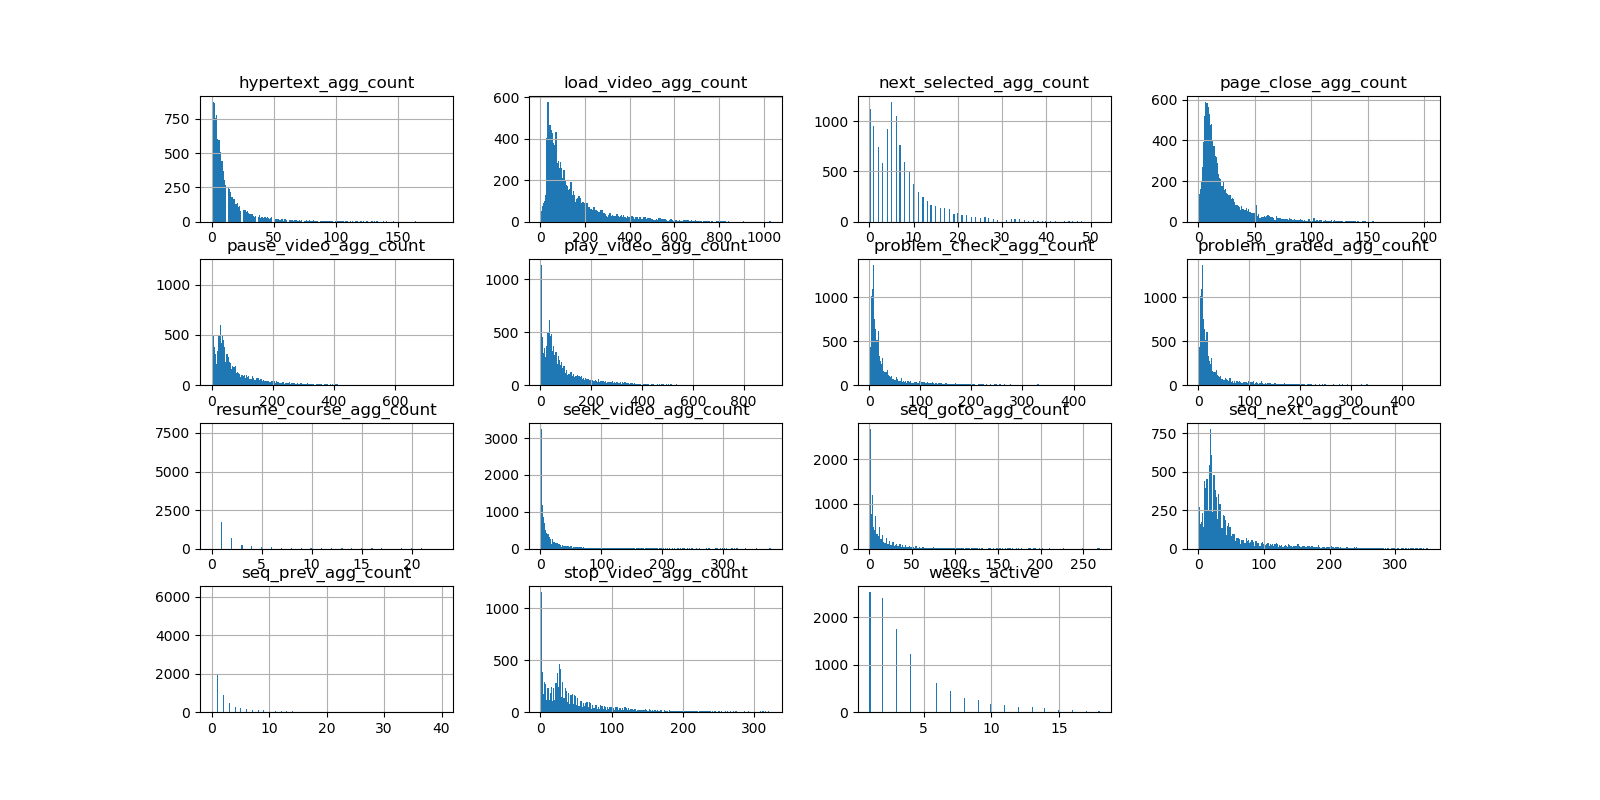 hypertext_agg_count load_video_agg_count next_selected_agg_count page_close_agg_count
750
500
250
0
0 50 100 150
600
400
200
0
0 200 400 600 800 1000
1000
500
0
0 10 20 30 40 50
600
400
200
0
0 50 100 150 200
pause_video_agg_count play_video_agg_count problem_check_agg_count problem_graded_agg_count
1000
500
0
0 200 400 600
1000
500
0
0 200 400 600 800
1000
500
0
0 100 200 300 400
1000
500
0
0 100 200 300 400
resume_course_agg_count seek_video_agg_count seq_goto_agg_count seq_next_agg_count
7500
5000
2500
0
0 5 10 15 20
3000
2000
1000
0
0 100 200 300
2000
1000
0
0 50 100 150 200 250
750
500
250
0
0 100 200 300
seq_prev_agg_count stop_video_agg_count weeks_active
6000
4000
2000
0
0 10 20 30 40
1000
500
0
0 100 200 300
2000
1000
0
5 10 15